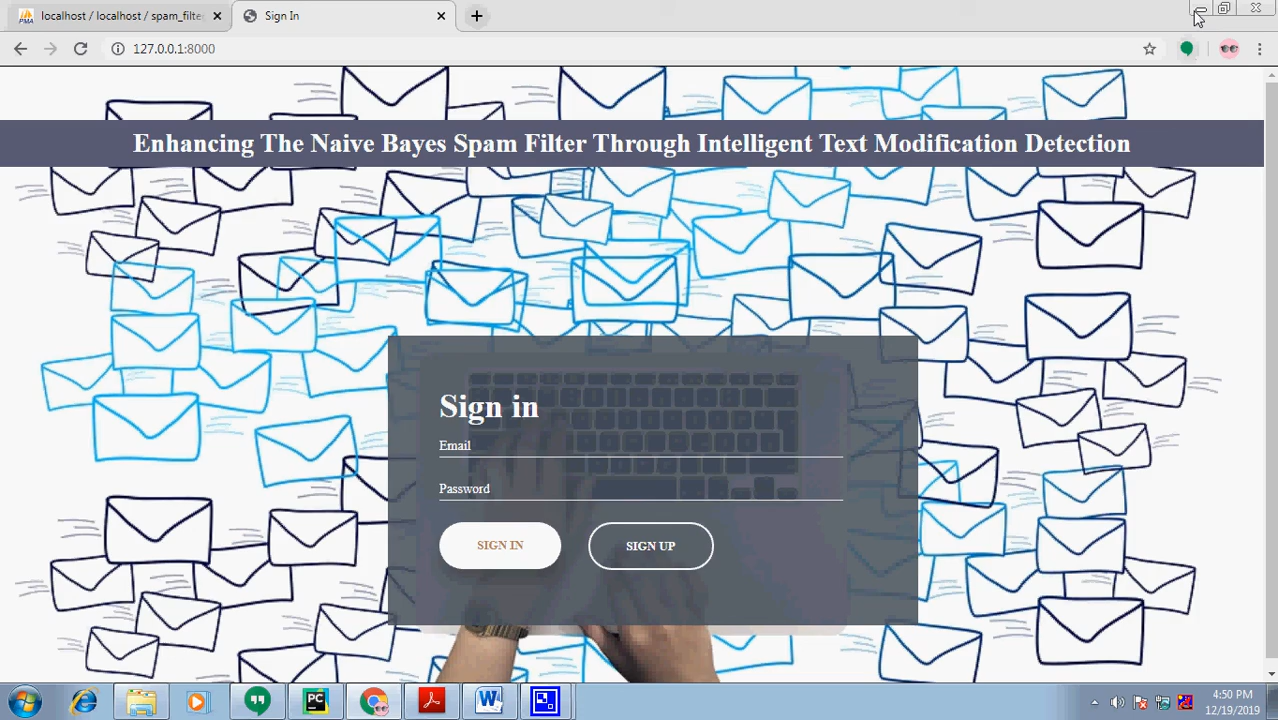 localhost / localhost / spam_filte
Sign In
127.0.0.1:8000
Enhancing The Naive Bayes Spam Filter Through Intelligent Text Modification Detection
Sign in
Email
Password
SIGN IN
SIGN UP
PC
W
4:50 PM
12/19/2019